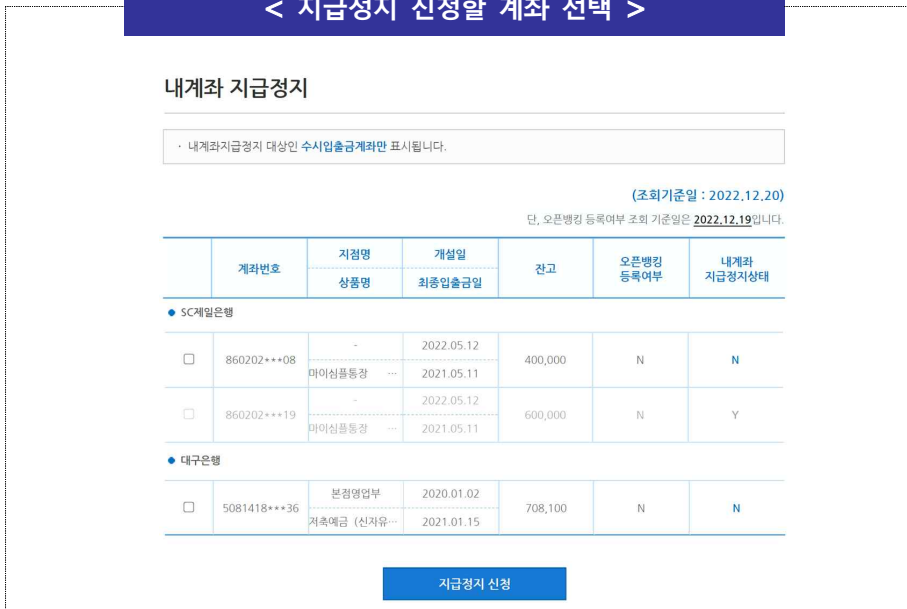 < 지급정지 신청할 계좌 선택 >
내계좌 지급정지
· 내계좌지급정지 대상인 수시입출금계좌만 표시됩니다.
(조회기준일 : 2022.12.20)
단, 오픈뱅킹 등록여부 조회 기준일은 2022.12.19입니다.
계좌번호
지점명
상품명
개설일
최종입출금일
잔고
오픈뱅킹
등록여부
내계좌
지급정지상태
● SC제일은행
860202***08
-
마이심플통장 ···
2022.05.12
2021.05.11
400,000
N
N
860202***19
-
마이심플통장 ···
2022.05.12
2021.05.11
600,000
N
Y
● 대구은행
5081418***36
본점영업부
저축예금 (신자유···
2020.01.02
2021.01.15
708,100
N
N
지급정지 신청